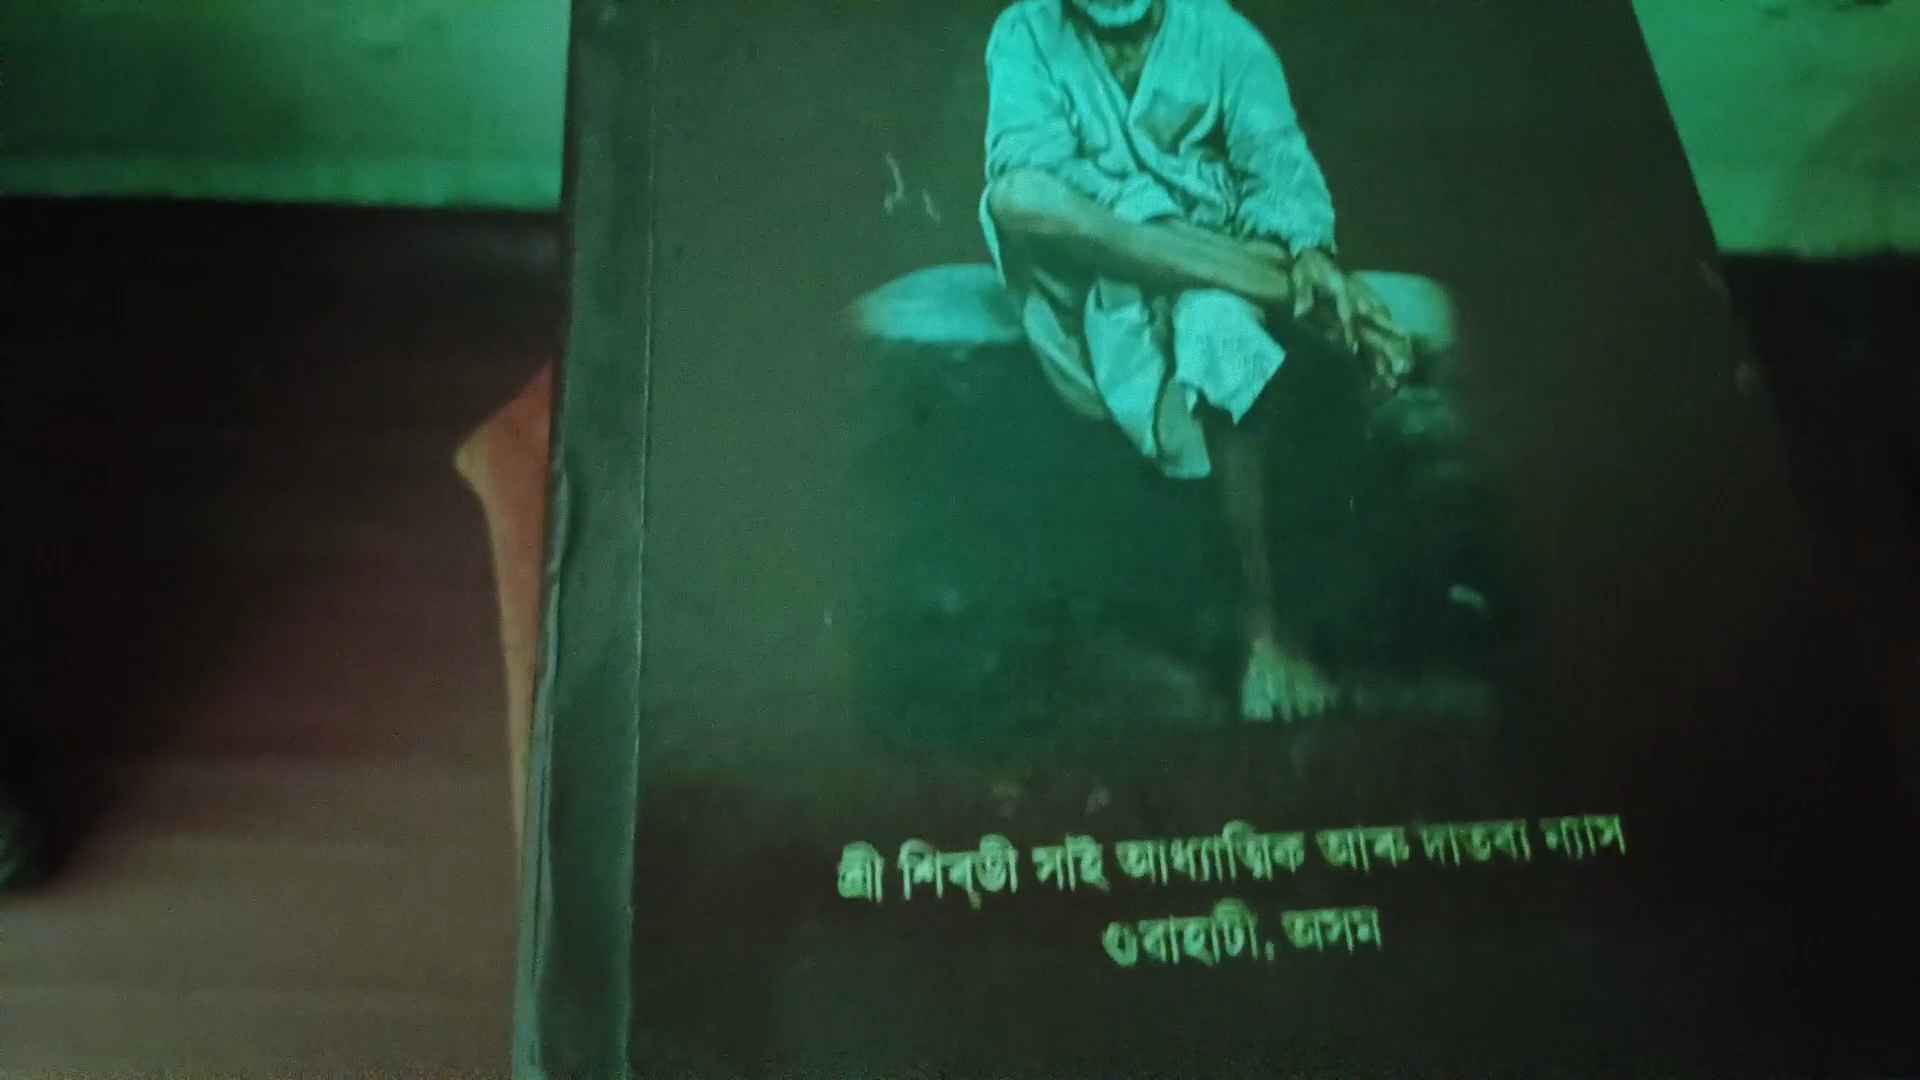 শ্ৰী শিৰ্ডী সাই আধ্যাত্মিক আৰু দাতব্য ন্যাস
গুৱাহাটী, অসম